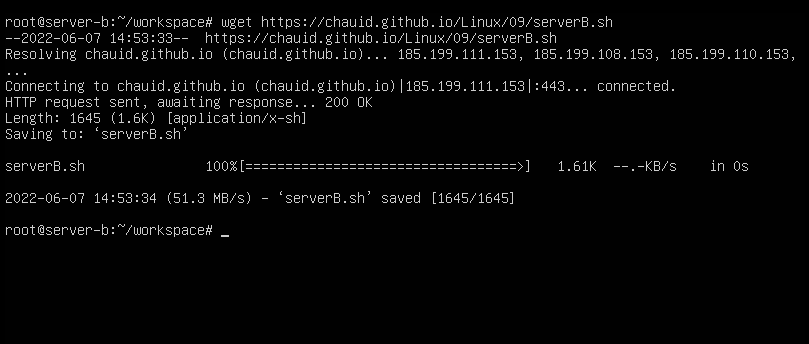 root@server-b:~/workspace# wget https://chauid.github.io/Linux/09/serverB.sh
--2022-06-07 14:53:33--  https://chauid.github.io/Linux/09/serverB.sh
Resolving chauid.github.io (chauid.github.io)... 185.199.111.153, 185.199.108.153, 185.199.110.153,
...
Connecting to chauid.github.io (chauid.github.io)|185.199.111.153|:443... connected.
HTTP request sent, awaiting response... 200 OK
Length: 1645 (1.6K) [application/x-sh]
Saving to: ‘serverB.sh’
serverB.sh                100%[==================================>]   1.61K  --.-KB/s    in 0s
2022-06-07 14:53:34 (51.3 MB/s) - ‘serverB.sh’ saved [1645/1645]
root@server-b:~/workspace# _